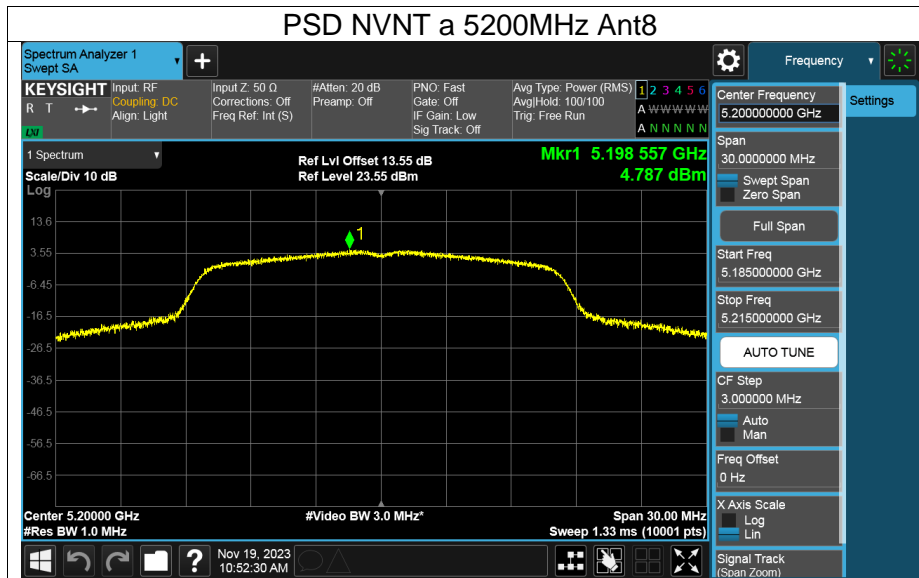 PSD NVNT a 5200MHz Ant8
Spectrum Analyzer 1
Swept SA
+
Frequency
KEYSIGHT
R T
LXI
Input: RF
Coupling: DC
Align: Light
Input Z: 50 Ω
Corrections: Off
Freq Ref: Int (S)
#Atten: 20 dB
Preamp: Off
PNO: Fast
Gate: Off
IF Gain: Low
Sig Track: Off
Avg Type: Power (RMS)
Avg|Hold: 100/100
Trig: Free Run
1 2 3 4 5 6
A W W W W W
A N N N N N
1 Spectrum
Scale/Div 10 dB
Ref Lvl Offset 13.55 dB
Ref Level 23.55 dBm
Mkr1 5.198 557 GHz
4.787 dBm
Log
13.6
3.55
-6.45
-16.5
-26.5
-36.5
-46.5
-56.5
-66.5
1
Center 5.20000 GHz
#Res BW 1.0 MHz
#Video BW 3.0 MHz*
Span 30.00 MHz
Sweep 1.33 ms (10001 pts)
Center Frequency
5.200000000 GHz
Settings
Span
30.0000000 MHz
Swept Span
Zero Span
Full Span
Start Freq
5.185000000 GHz
Stop Freq
5.215000000 GHz
AUTO TUNE
CF Step
3.000000 MHz
Auto
Man
Freq Offset
0 Hz
X Axis Scale
Log
Lin
Signal Track
(Span Zoom)
?
Nov 19, 2023
10:52:30 AM